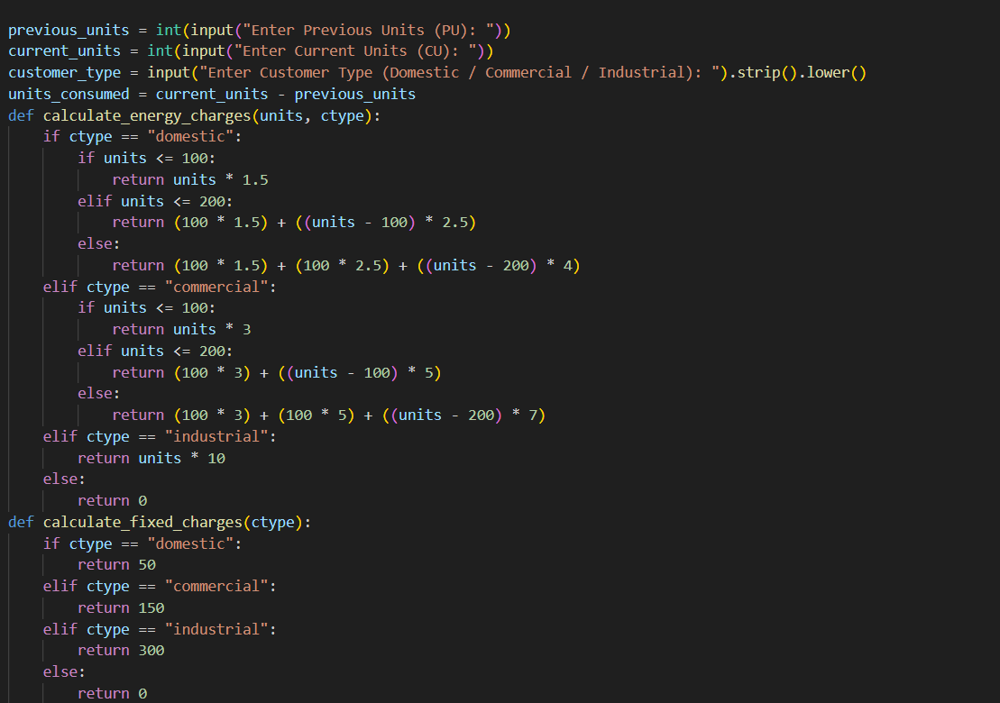 previous_units = int(input("Enter Previous Units (PU): "))
current_units = int(input("Enter Current Units (CU): "))
customer_type = input("Enter Customer Type (Domestic / Commercial / Industrial): ").strip().lower()
units_consumed = current_units - previous_units
def calculate_energy_charges(units, ctype):
    if ctype == "domestic":
        if units <= 100:
            return units * 1.5
        elif units <= 200:
            return (100 * 1.5) + ((units - 100) * 2.5)
        else:
            return (100 * 1.5) + (100 * 2.5) + ((units - 200) * 4)
    elif ctype == "commercial":
        if units <= 100:
            return units * 3
        elif units <= 200:
            return (100 * 3) + ((units - 100) * 5)
        else:
            return (100 * 3) + (100 * 5) + ((units - 200) * 7)
    elif ctype == "industrial":
        return units * 10
    else:
        return 0
def calculate_fixed_charges(ctype):
    if ctype == "domestic":
        return 50
    elif ctype == "commercial":
        return 150
    elif ctype == "industrial":
        return 300
    else:
        return 0